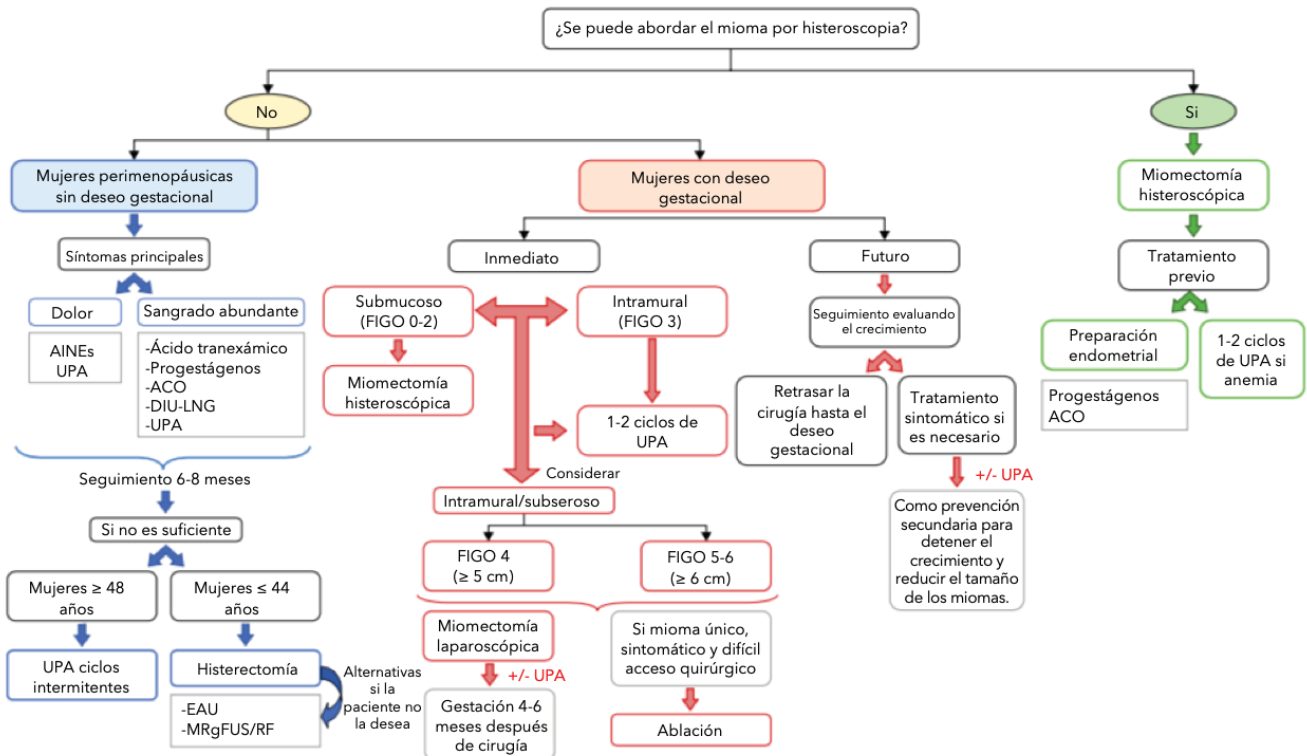 ¿Se puede abordar el mioma por histeroscopia?
No
Si
Mujeres perimenopáusicas
sin deseo gestacional
Mujeres con deseo
gestacional
Miomectomía
histeroscópica
Síntomas principales
Inmediato
Futuro
Tratamiento
previo
Dolor
Sangrado abundante
AINEs
UPA
-Ácido tranexámico
-Progestágenos
-ACO
-DIU-LNG
-UPA
Submucoso
(FIGO 0-2)
Intramural
(FIGO 3)
Seguimiento evaluando
el crecimiento
Preparación
endometrial
1-2 ciclos
de UPA si
anemia
Progestágenos
ACO
Miomectomía
histeroscópica
1-2 ciclos de
UPA
Retrasar la
cirugía hasta el
deseo
gestacional
Tratamiento
sintomático si
es necesario
+/- UPA
Como prevención
secundaria para
detener el
crecimiento y
reducir el tamaño
de los miomas.
Seguimiento 6-8 meses
Si no es suficiente
Considerar
Intramural/subseroso
FIGO 4
(≥ 5 cm)
FIGO 5-6
(≥ 6 cm)
Mujeres ≥ 48
años
Mujeres ≤ 44
años
UPA ciclos
intermitentes
Histerectomía
-EAU
-MRgFUS/RF
Alternativas
si la
paciente no
la desea
Miomectomía
laparoscópica
+/- UPA
Gestación 4-6
meses después
de cirugía
Si mioma único,
sintomático y difícil
acceso quirúrgico
Ablación